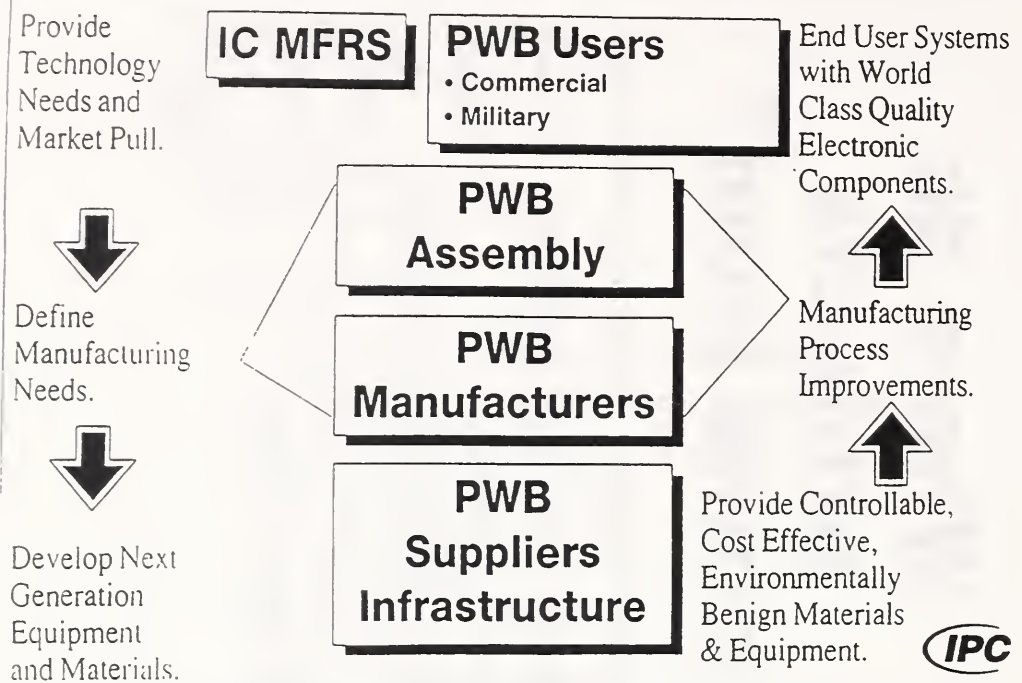 Provide
Technology
Needs and
Market Pull.
IC MFRS
PWB Users
• Commercial
• Military
End User Systems
with World
Class Quality
Electronic
Components.
PWB
Assembly
Define
Manufacturing
Needs.
PWB
Manufacturers
Manufacturing
Process
Improvements.
Develop Next
Generation
Equipment
and Materials.
PWB
Suppliers
Infrastructure
Provide Controllable,
Cost Effective,
Environmentally
Benign Materials
& Equipment.
IPC